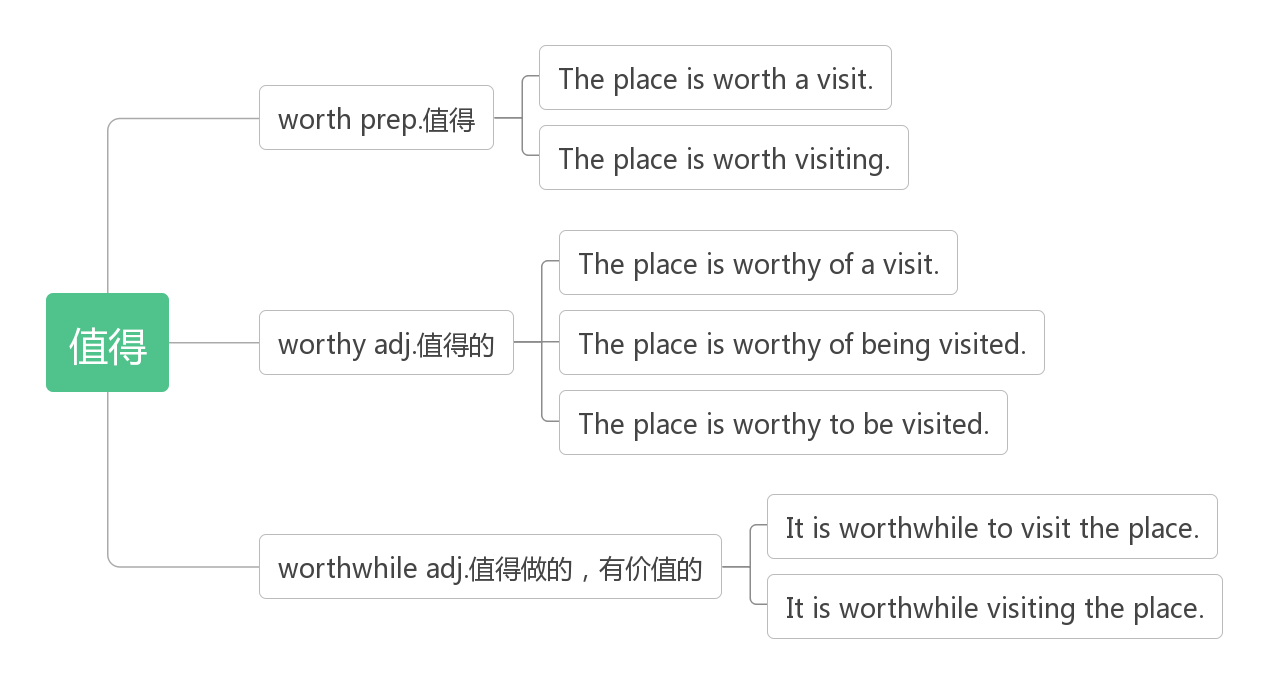 值得
worth prep.值得
The place is worth a visit.
The place is worth visiting.
worthy adj.值得的
The place is worthy of a visit.
The place is worthy of being visited.
The place is worthy to be visited.
worthwhile adj.值得做的，有价值的
It is worthwhile to visit the place.
It is worthwhile visiting the place.